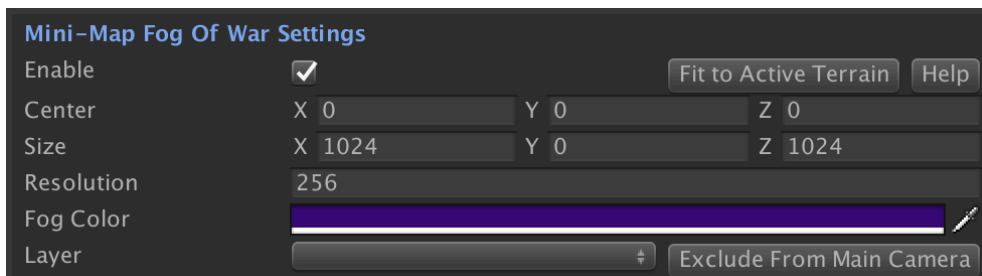 Mini-Map Fog Of War Settings
Enable Fit to Active Terrain Help
Center X 0 Y 0 Z 0
Size X 1024 Y 0 Z 1024
Resolution 256
Fog Color
Layer Exclude From Main Camera